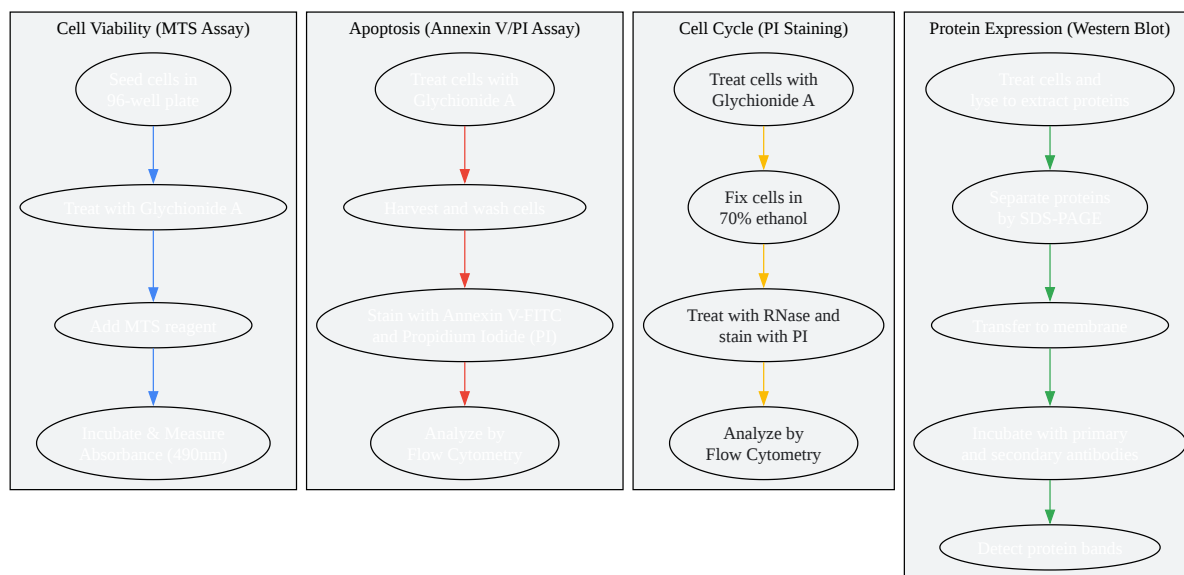 Cell Viability (MTS Assay)
Seed cells in
96-well plate
Treat with Glychionide A
Add MTS reagent
Incubate & Measure
Absorbance (490nm)
Apoptosis (Annexin V/PI Assay)
Treat cells with
Glychionide A
Harvest and wash cells
Stain with Annexin V-FITC
and Propidium Iodide (PI)
Analyze by
Flow Cytometry
Cell Cycle (PI Staining)
Treat cells with
Glychionide A
Fix cells in
70% ethanol
Treat with RNase and
stain with PI
Analyze by
Flow Cytometry
Protein Expression (Western Blot)
Treat cells and
lyse to extract proteins
Separate proteins
by SDS-PAGE
Transfer to membrane
Incubate with primary
and secondary antibodies
Detect protein bands